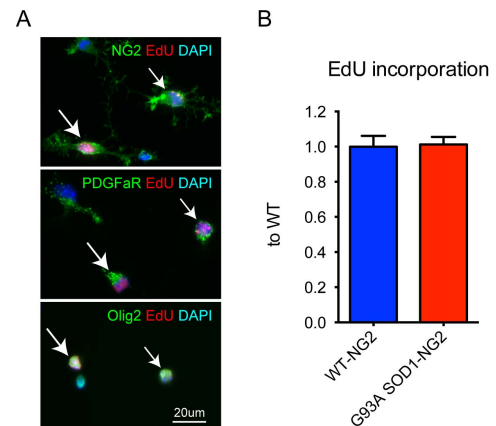 A
NG2 EdU DAPI
PDGFaR EdU DAPI
Olig2 EdU DAPI
20um
B
EdU incorporation
to WT
1.2
1.0
0.8
0.6
0.4
0.2
0.0
WT-NG2
G93A SOD1-NG2